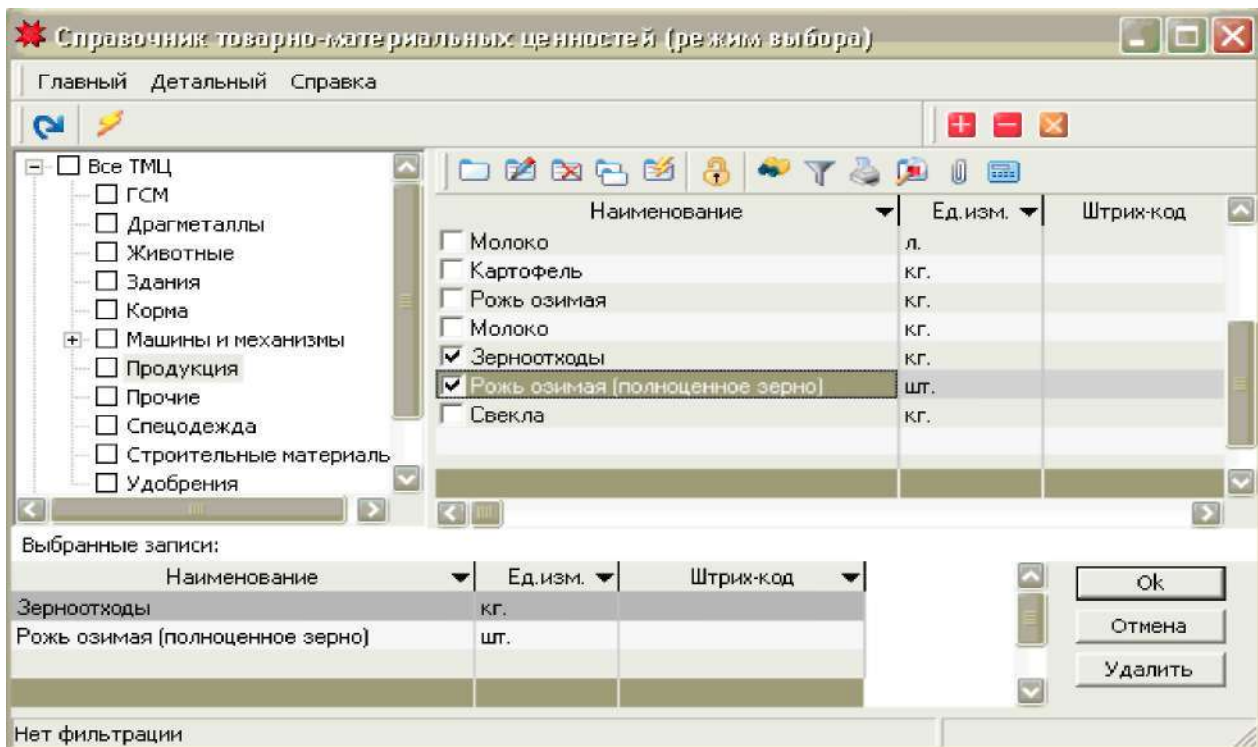 Справочник товарно-материальных ценностей (режим выбора)
Главный Детальный Справка
Все ТМЦ
ГСМ
Драгметаллы
Животные
Здания
Корма
Машины и механизмы
Продукция
Прочие
Спецодежда
Строительные материаль
Удобрения
Наименование Ед.изм. Штрих-код
Молоко л.
Картофель кг.
Рожь озимая кг.
Молоко кг.
Зерноотходы кг.
Рожь озимая (полноценное зерно) шт.
Свекла кг.
Выбранные записи:
Наименование Ед.изм. Штрих-код
Зерноотходы кг.
Рожь озимая (полноценное зерно) шт.
Ok
Отмена
Удалить
Нет фильтрации